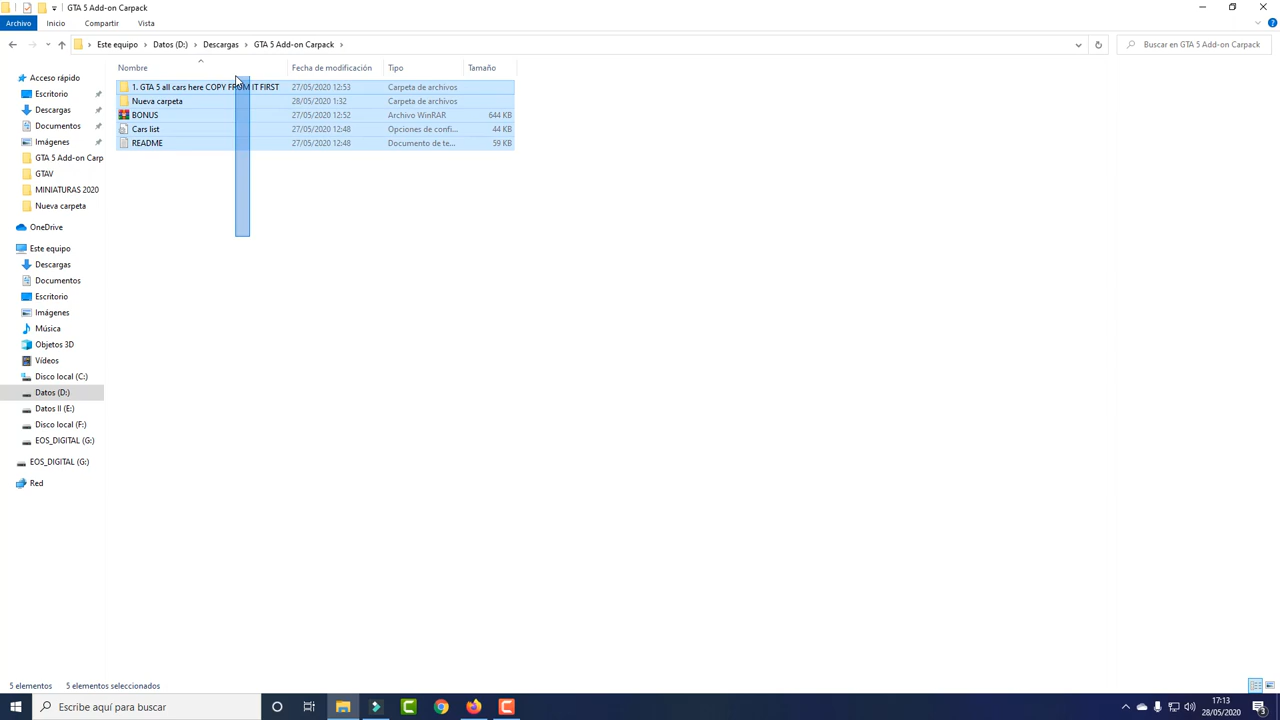 GTA 5 Add-on Carpack
Archivo Inicio Compartir Vista
Este equipo Datos (D:) Descargas GTA 5 Add-on Carpack
Buscar en GTA 5 Add-on Carpack
Nombre Fecha de modificación Tipo Tamaño
1. GTA 5 all cars here COPY FROM IT FIRST 27/05/2020 12:53 Carpeta de archivos
Nueva carpeta 28/05/2020 1:32 Carpeta de archivos
BONUS 27/05/2020 12:52 Archivo WinRAR 644 KB
Cars list 27/05/2020 12:48 Opciones de confi... 44 KB
README 27/05/2020 12:48 Documento de te... 59 KB
Acceso rápido
Escritorio
Descargas
Documentos
Imágenes
GTA 5 Add-on Carp
GTAV
MINIATURAS 2020
Nueva carpeta
OneDrive
Este equipo
Descargas
Documentos
Escritorio
Imágenes
Música
Objetos 3D
Vídeos
Disco local (C:)
Datos (D:)
Datos II (E:)
Disco local (F:)
EOS_DIGITAL (G:)
EOS_DIGITAL (G:)
Red
5 elementos 5 elementos seleccionados
Escribe aquí para buscar
17:13
28/05/2020
3